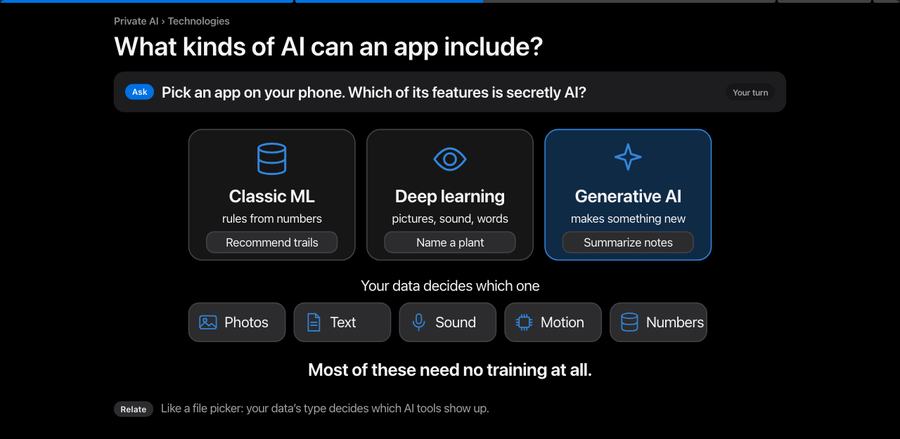 Private AI › Technologies
What kinds of AI can an app include?
Ask Pick an app on your phone. Which of its features is secretly AI? Your turn
Classic ML
rules from numbers
Recommend trails
Deep learning
pictures, sound, words
Name a plant
Generative AI
makes something new
Summarize notes
Your data decides which one
Photos Text Sound Motion Numbers
Most of these need no training at all.
Relate Like a file picker: your data’s type decides which AI tools show up.